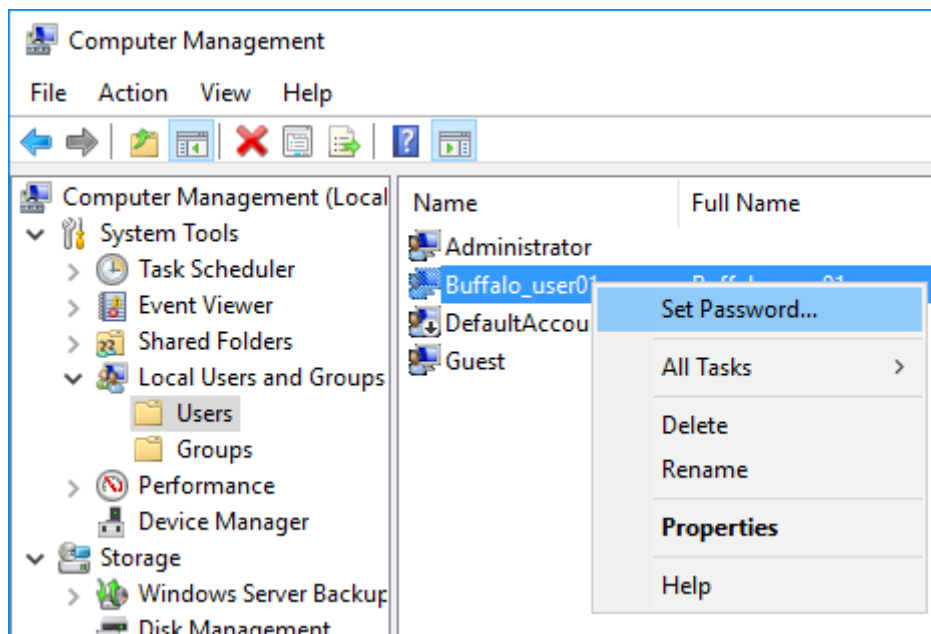 Computer Management
File Action View Help
Computer Management (Local
System Tools
Task Scheduler
Event Viewer
Shared Folders
Local Users and Groups
Users
Groups
Performance
Device Manager
Storage
Windows Server Backup
Disk Management
Name Full Name
Administrator
Buffalo_user01
DefaultAccou
Guest
Set Password...
All Tasks
Delete
Rename
Properties
Help